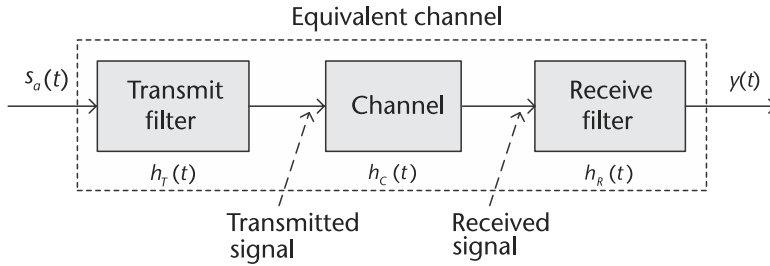 Equivalent channel
s_a(t)
Transmit
filter
Channel
Receive
filter
y(t)
h_T(t)
h_C(t)
h_R(t)
Transmitted
signal
Received
signal